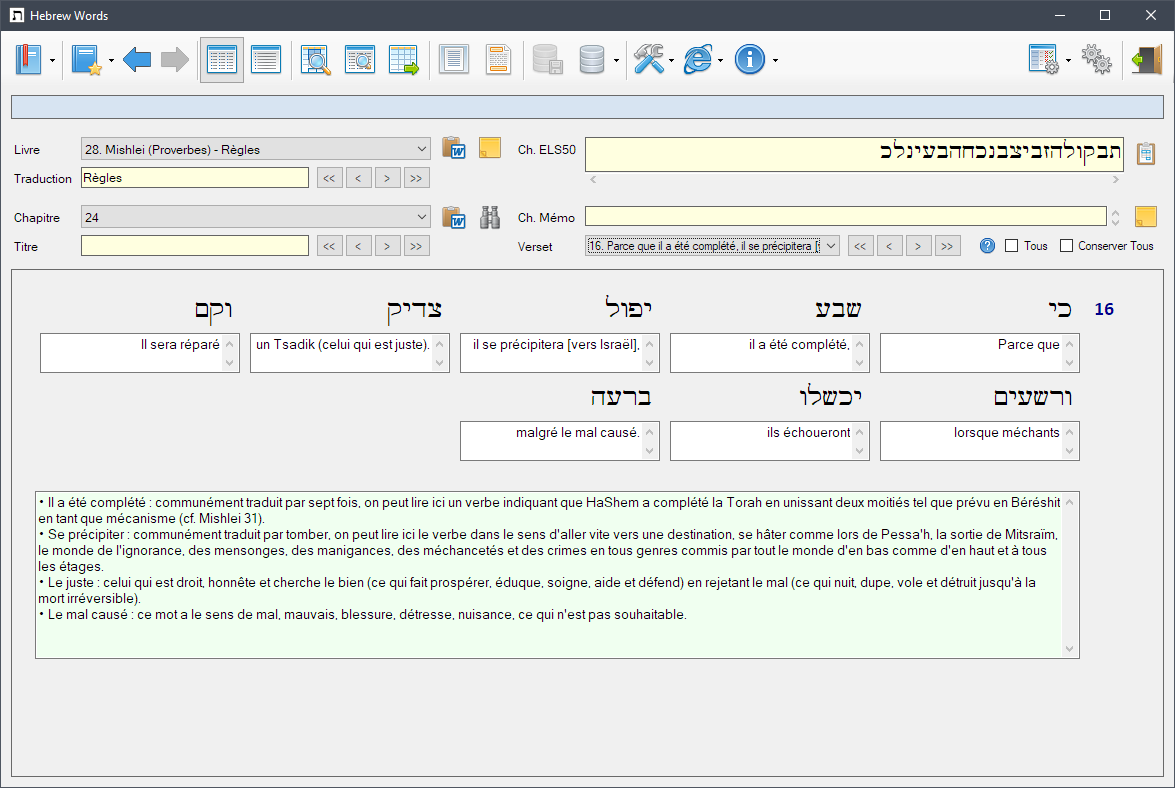 Hebrew Words
Livre 28. Mishlei (Proverbes) - Règles Ch. ELS50 תבקולהזביצבנכחהבעינלכ
Traduction Règles << < > >>
Chapitre 24 Ch. Mémo
Titre << < > >> Verset 16. Parce que il a été complété, il se précipitera [ << < > >> Tous Conserver Tous
16 כי שבע יפול צדיק וקם
Parce que il a été complété, il se précipitera [vers Israël], un Tsadik (celui qui est juste). Il sera réparé
ורשעים יכשלו ברעה
lorsque méchants ils échoueront malgré le mal causé.
• Il a été complété : communément traduit par sept fois, on peut lire ici un verbe indiquant que HaShem a complété la Torah en unissant deux moitiés tel que prévu en Béréshit
en tant que mécanisme (cf. Mishlei 31).
• Se précipiter : communément traduit par tomber, on peut lire ici le verbe dans le sens d'aller vite vers une destination, se hâter comme lors de Pessa'h, la sortie de Mitsraïm,
le monde de l'ignorance, des mensonges, des manigances, des méchancetés et des crimes en tous genres commis par tout le monde d'en bas comme d'en haut et à tous
les étages.
• Le juste : celui qui est droit, honnête et cherche le bien (ce qui fait prospérer, éduque, soigne, aide et défend) en rejetant le mal (ce qui nuit, dupe, vole et détruit jusqu'à la
mort irréversible).
• Le mal causé : ce mot a le sens de mal, mauvais, blessure, détresse, nuisance, ce qui n'est pas souhaitable.